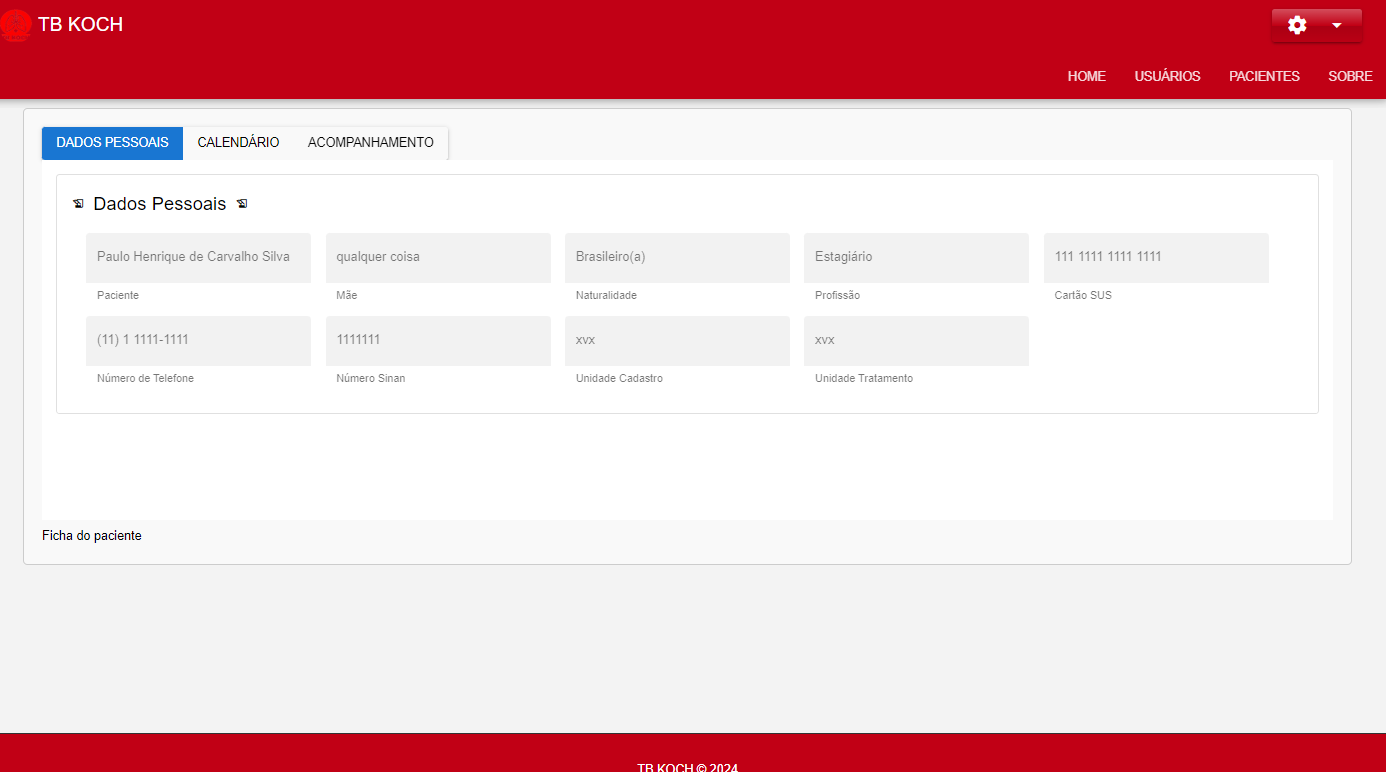 TB KOCH
HOME USUÁRIOS PACIENTES SOBRE
DADOS PESSOAIS CALENDÁRIO ACOMPANHAMENTO
Dados Pessoais
Paulo Henrique de Carvalho Silva qualquer coisa Brasileiro(a) Estagiário 111 1111 1111 1111
Paciente Mãe Naturalidade Profissão Cartão SUS
(11) 1 1111-1111 1111111 xvx xvx
Número de Telefone Número Sinan Unidade Cadastro Unidade Tratamento
Ficha do paciente
TB KOCH © 2024